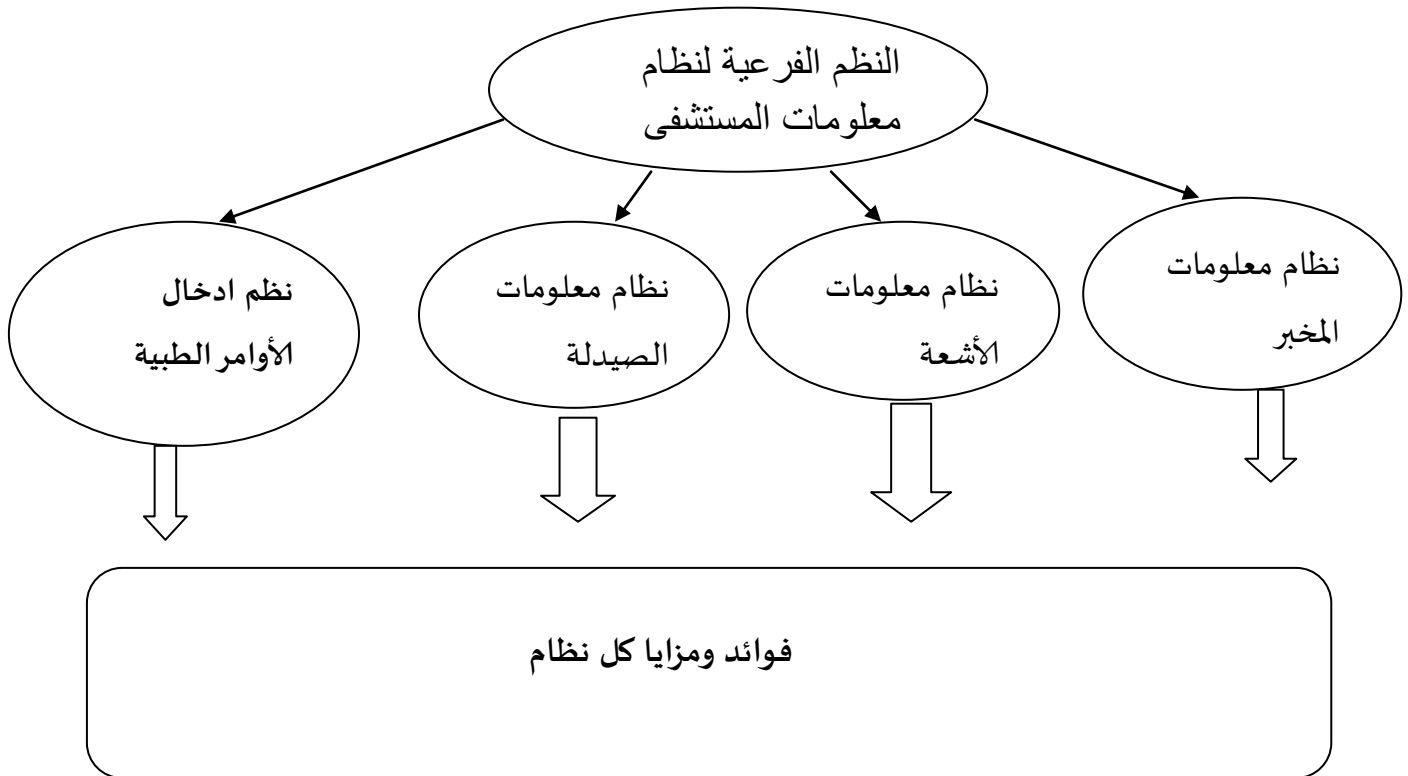 النظم الفرعية لنظام
معلومات المستشفى
نظام معلومات
المخبر
نظام معلومات
الأشعة
نظام معلومات
الصيدلة
نظم ادخال
الأوامر الطبية
فوائد ومزايا كل نظام